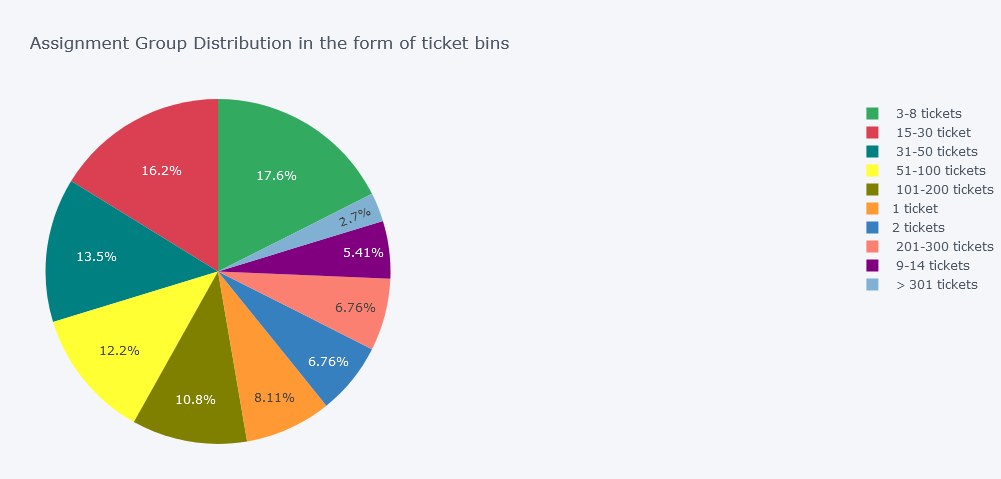 Assignment Group Distribution in the form of ticket bins
17.6%
16.2%
13.5%
12.2%
10.8%
8.11%
6.76%
6.76%
5.41%
2.7%
3-8 tickets
15-30 ticket
31-50 tickets
51-100 tickets
101-200 tickets
1 ticket
2 tickets
201-300 tickets
9-14 tickets
> 301 tickets